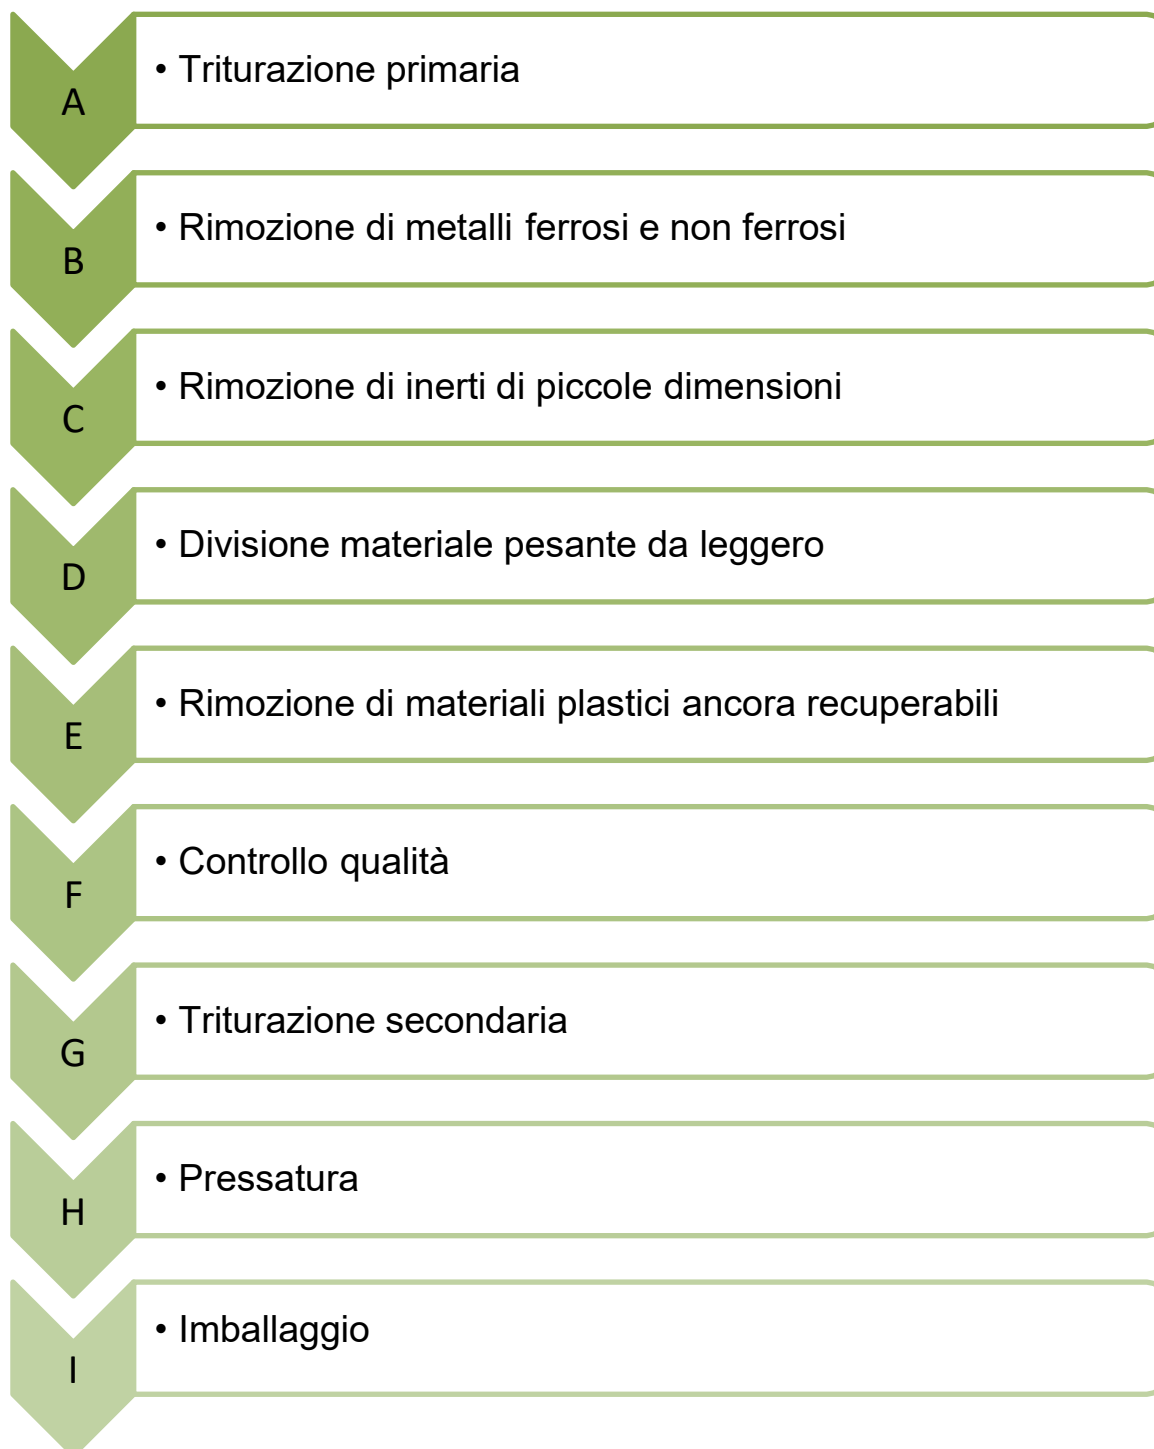 A
• Triturazione primaria
B
• Rimozione di metalli ferrosi e non ferrosi
C
• Rimozione di inerti di piccole dimensioni
D
• Divisione materiale pesante da leggero
E
• Rimozione di materiali plastici ancora recuperabili
F
• Controllo qualità
G
• Triturazione secondaria
H
• Pressatura
I
• Imballaggio